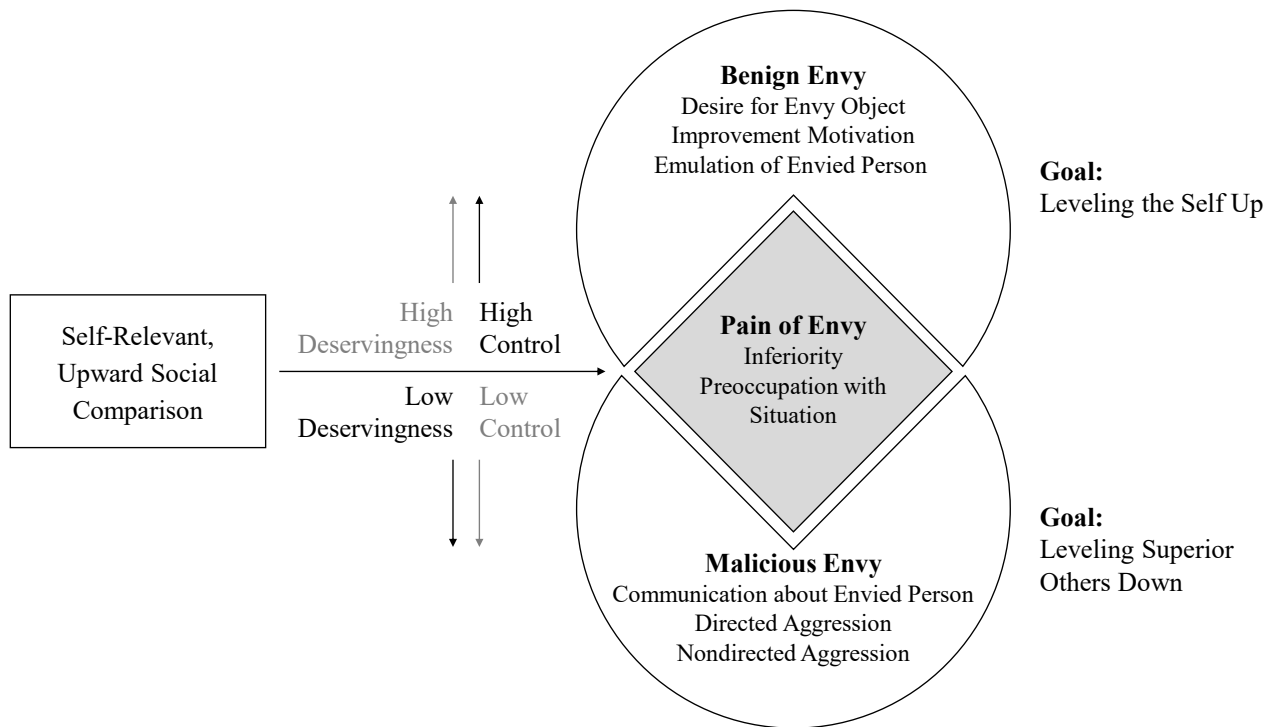 Self-Relevant,
Upward Social
Comparison
High
Deservingness
High
Control
Low
Deservingness
Low
Control
Benign Envy
Desire for Envy Object
Improvement Motivation
Emulation of Envied Person
Pain of Envy
Inferiority
Preoccupation with
Situation
Malicious Envy
Communication about Envied Person
Directed Aggression
Nondirected Aggression
Goal:
Leveling the Self Up
Goal:
Leveling Superior
Others Down